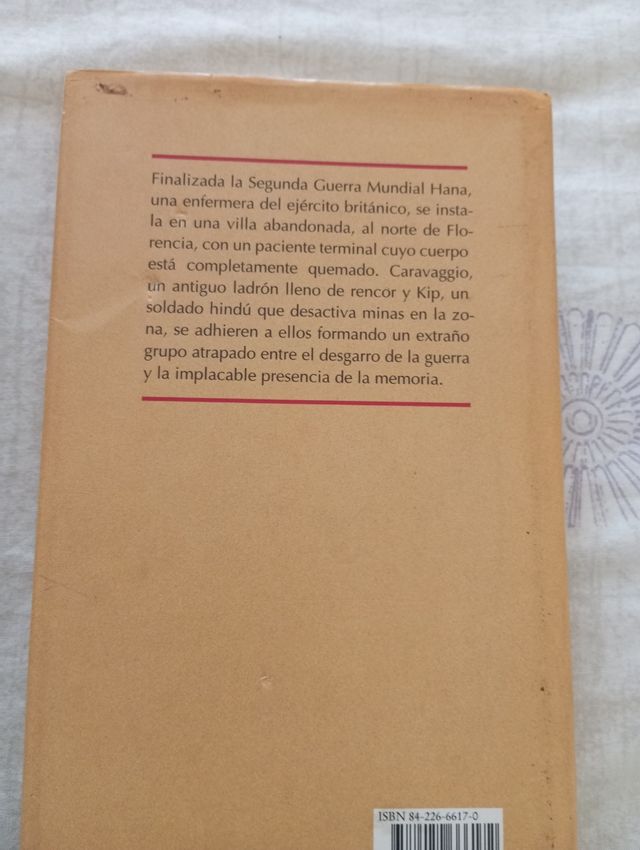 Finalizada la Segunda Guerra Mundial Hana,
una enfermera del ejército británico, se insta-
la en una villa abandonada, al norte de Flo-
rencia, con un paciente terminal cuyo cuerpo
está completamente quemado. Caravaggio,
un antiguo ladrón lleno de rencor y Kip, un
soldado hindú que desactiva minas en la zo-
na, se adhieren a ellos formando un extraño
grupo atrapado entre el desgarro de la guerra
y la implacable presencia de la memoria.
ISBN 84-226-6617-0